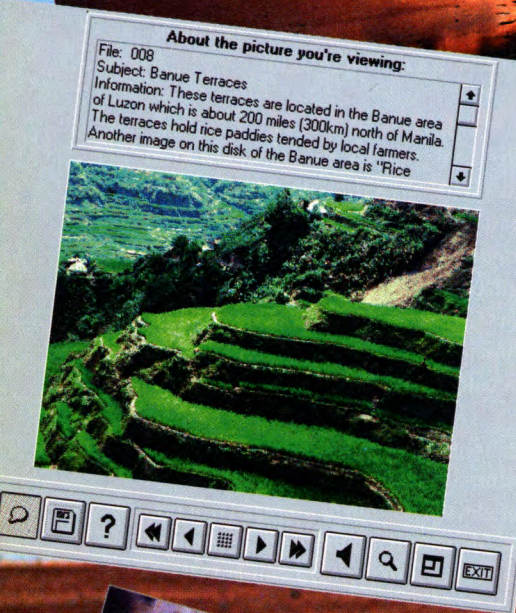 About the picture you're viewing:
File: 008
Subject: Banue Terraces
Information: These terraces are located in the Banue area
of Luzon which is about 200 miles (300km) north of Manila.
The terraces hold rice paddies tended by local farmers.
Another image on this disk of the Banue area is "Rice
?
EXIT